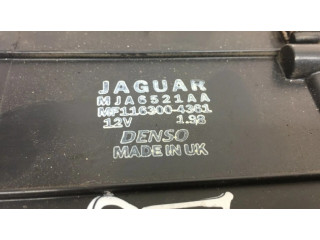 JAGUAR
MJA6521AA
MF116300-4361
12V 1.98
DENSO
MADE IN UK